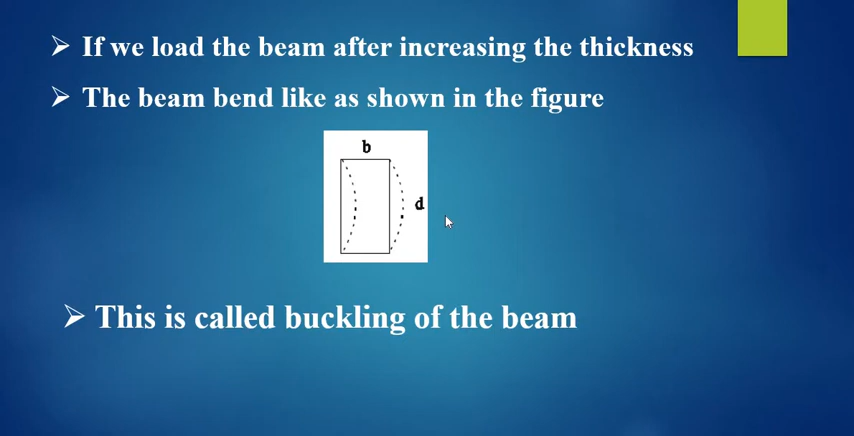 If we load the beam after increasing the thickness
The beam bend like as shown in the figure
b
d
This is called buckling of the beam